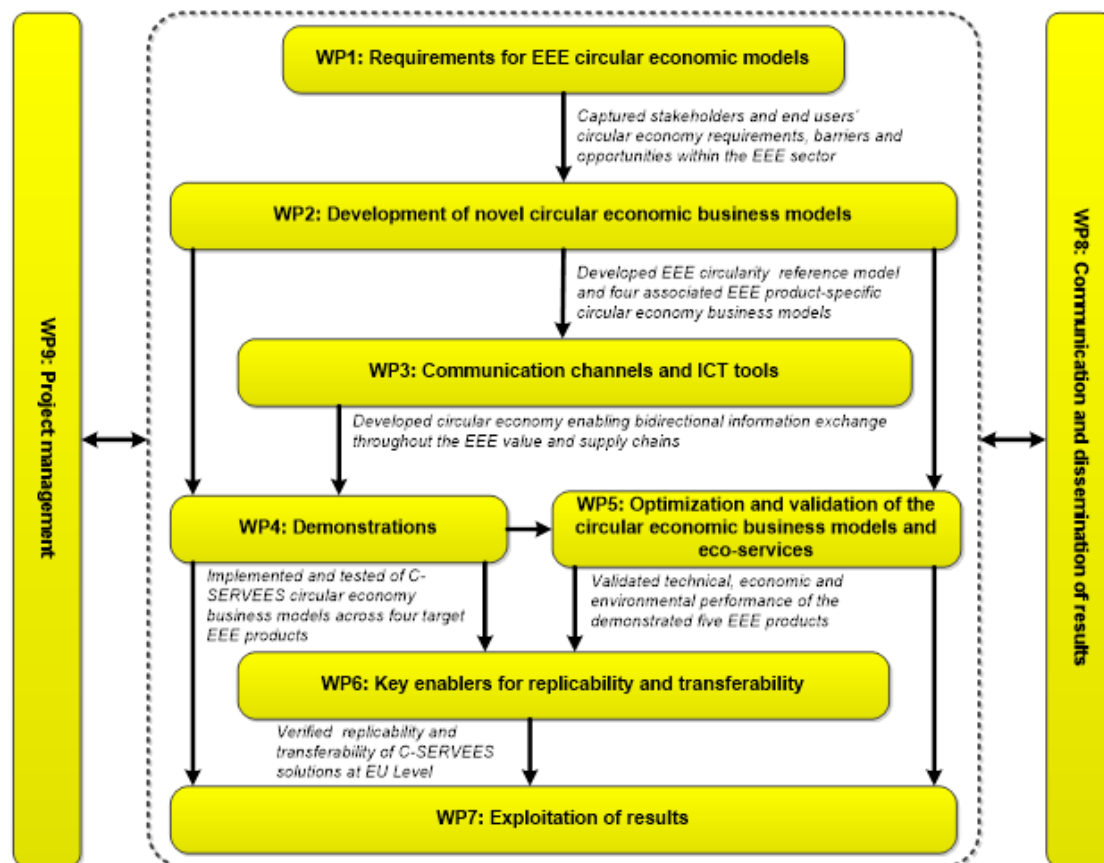 WP1: Requirements for EEE circular economic models
Captured stakeholders and end users'
circular economy requirements, barriers and
opportunities within the EEE sector
WP2: Development of novel circular economic business models
Developed EEE circularity reference model
and four associated EEE product-specific
circular economy business models
WP3: Communication channels and ICT tools
Developed circular economy enabling bidirectional information exchange
throughout the EEE value and supply chains
WP9: Project management
WP8: Communication and dissemination of results
WP4: Demonstrations
WP5: Optimization and validation of the
circular economic business models and
eco-services
Implemented and tested of C-
SERVEES circular economy
business models across four target
EEE products
Validated technical, economic and
environmental performance of the
demonstrated five EEE products
WP6: Key enablers for replicability and transferability
Verified replicability and
transferability of C-SERVEES
solutions at EU Level
WP7: Exploitation of results